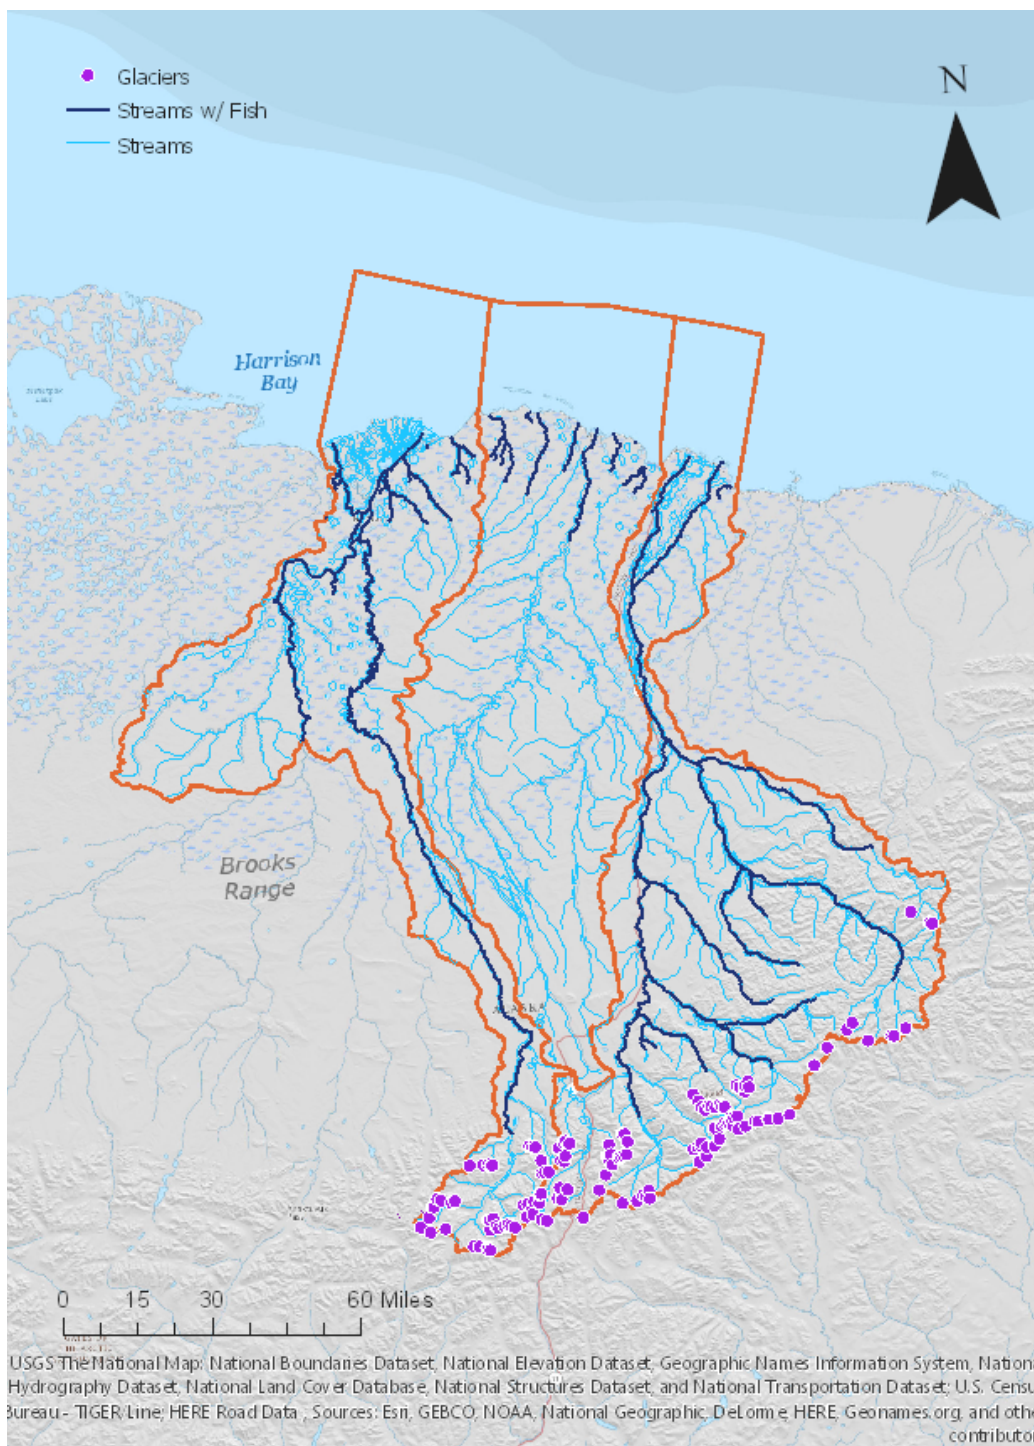 Glaciers
Streams w/ Fish
Streams
N
Harrison
Bay
Brooks
Range
ALASKA
0 15 30 60 Miles
USGS The National Map: National Boundaries Dataset, National Elevation Dataset, Geographic Names Information System, Nation
Hydrography Dataset, National Land Cover Database, National Structures Dataset, and National Transportation Dataset; U.S. Censu
Bureau - TIGER/Line; HERE Road Data , Sources: Esri, GEBCO, NOAA, National Geographic, DeLorme, HERE, Geonames.org, and othe
contributo